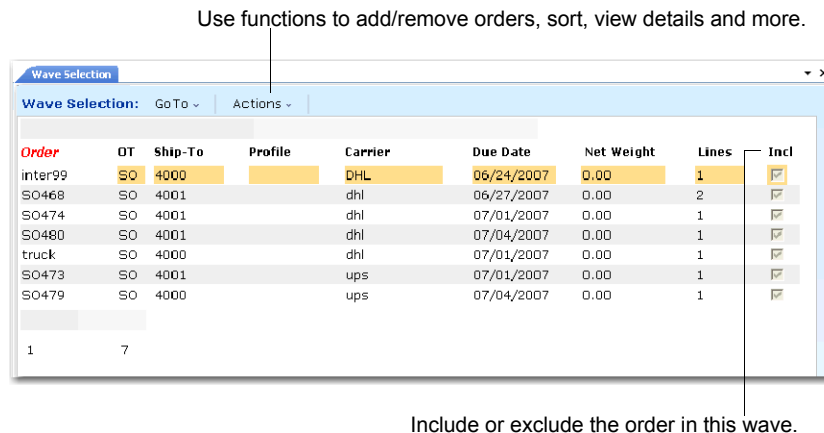 Use functions to add/remove orders, sort, view details and more.
Wave Selection
Wave Selection: GoTo Actions
Order OT Ship-To Profile Carrier Due Date Net Weight Lines Incl
inter99 SO 4000 DHL 06/24/2007 0.00 1
SO468 SO 4001 dhl 06/27/2007 0.00 2
SO474 SO 4001 dhl 07/01/2007 0.00 1
SO480 SO 4001 dhl 07/04/2007 0.00 1
truck SO 4000 dhl 07/01/2007 0.00 1
SO473 SO 4001 ups 07/01/2007 0.00 1
SO479 SO 4000 ups 07/04/2007 0.00 1
1 7
Include or exclude the order in this wave.